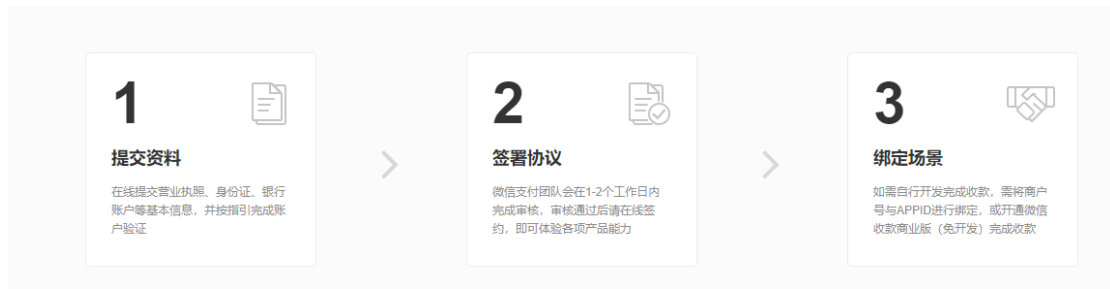 1
提交资料
在线提交营业执照、身份证、银行
账户等基本信息，并按指引完成账
户验证
2
签署协议
微信支付团队会在1-2个工作日内
完成审核，审核通过后请在线签
约，即可体验各项产品能力
3
绑定场景
如需自行开发完成收款，需将商户
号与APPID进行绑定，或开通微信
收款商业版（免开发）完成收款